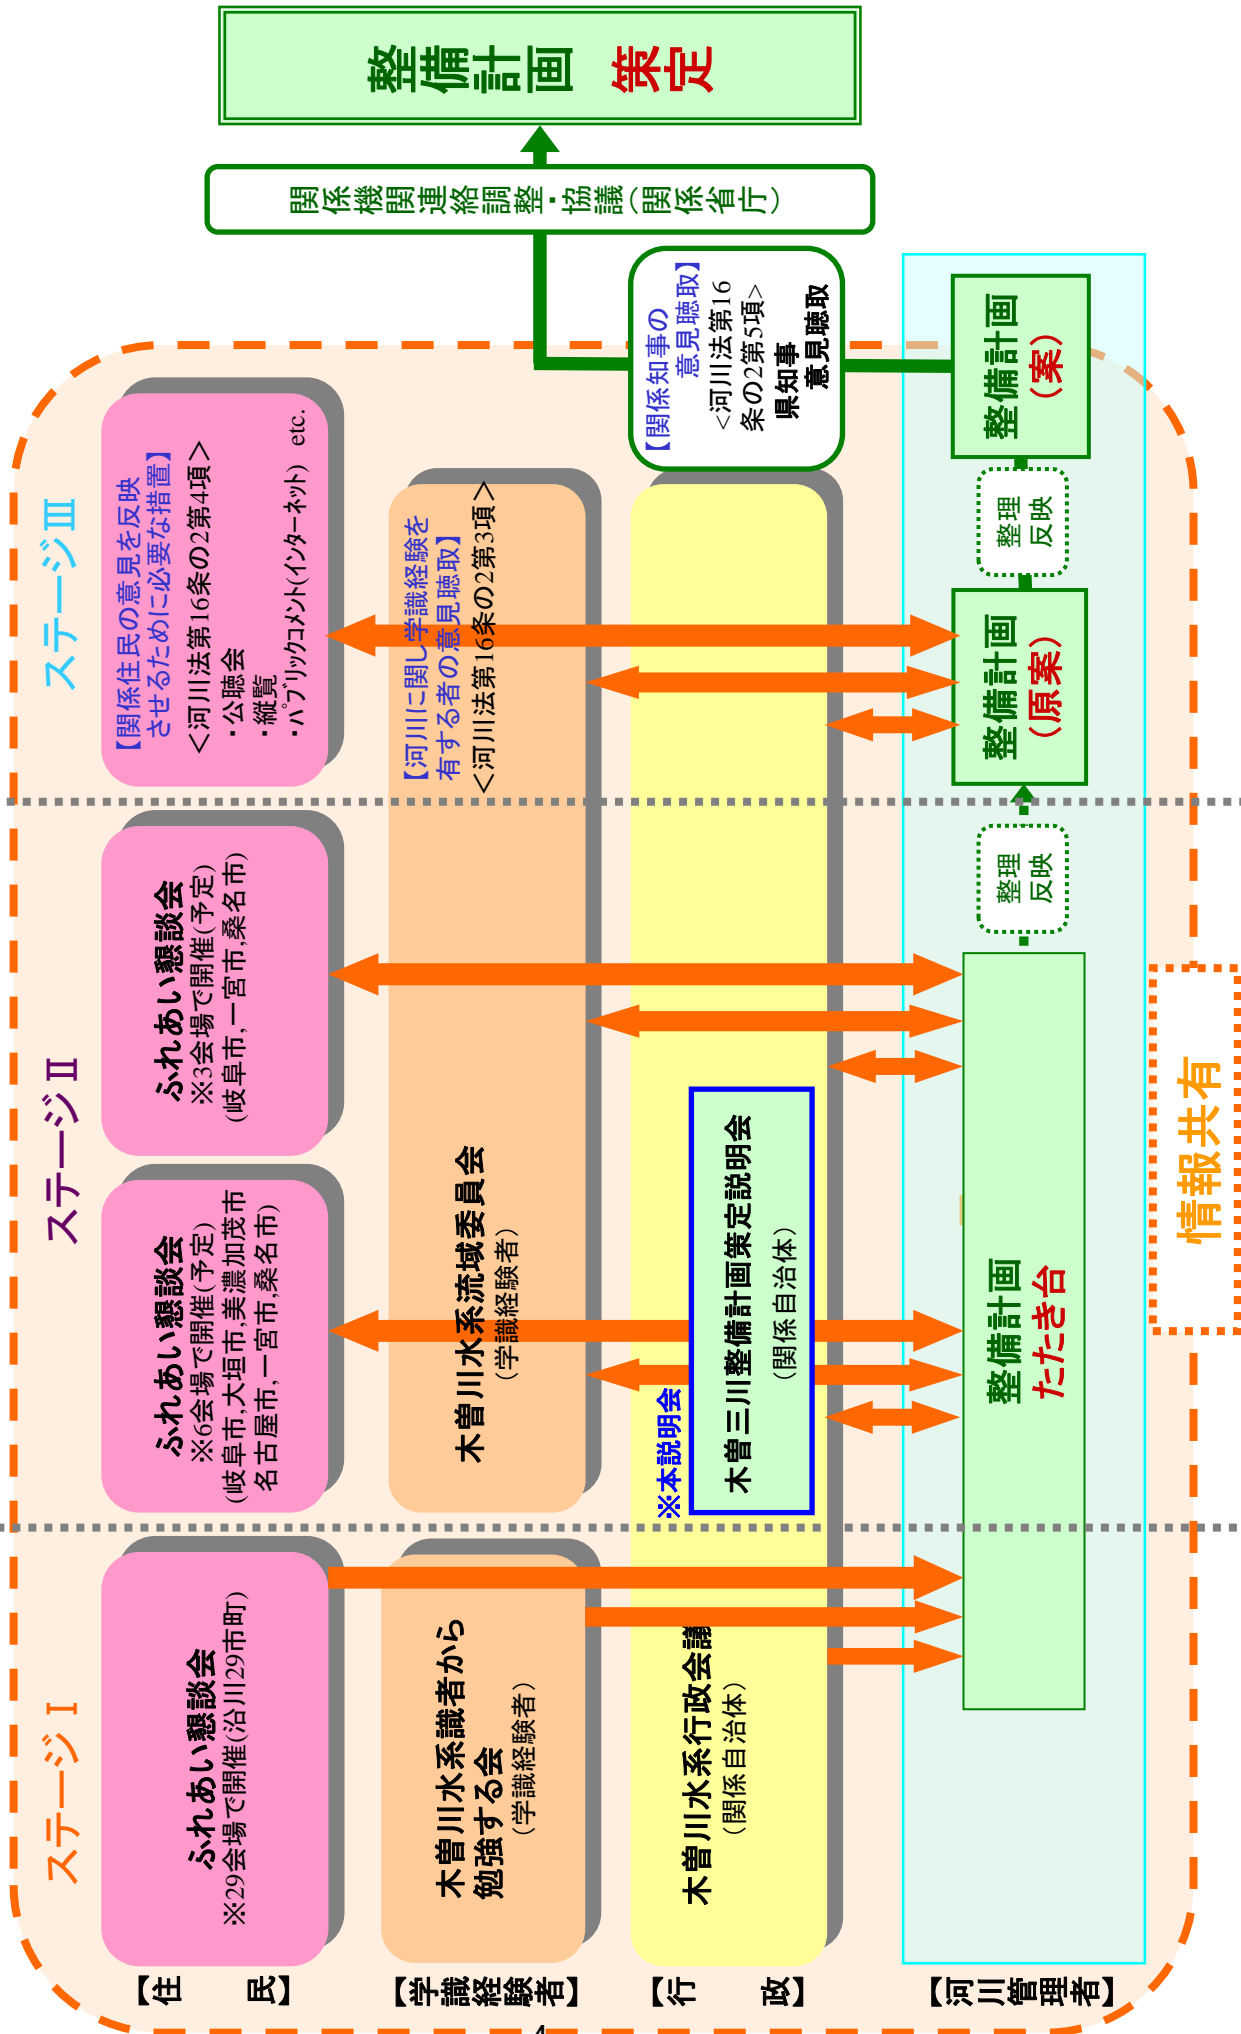 ステージⅠ
ステージⅡ
ステージⅢ
【住　　民】
ふれあい懇談会
※29会場で開催(沿川29市町)
ふれあい懇談会
※6会場で開催(予定)
(岐阜市,大垣市,美濃加茂市
名古屋市,一宮市,桑名市)
ふれあい懇談会
※3会場で開催(予定)
(岐阜市,一宮市,桑名市)
【関係住民の意見を反映
させるために必要な措置】
＜河川法第16条の2第4項＞
・公聴会
・縦覧
・パブリックコメント(インターネット)　etc.
【学識経験者】
木曽川水系識者から
勉強する会
（学識経験者）
木曽川水系流域委員会
（学識経験者）
【河川に関し学識経験を
有する者の意見聴取】
＜河川法第16条の2第3項＞
【行　　政】
木曽川水系行政会議
（関係自治体）
※本説明会
木曽三川整備計画策定説明会
（関係自治体）
【関係知事の
意見聴取】
<河川法第16
条の2第5項>
県知事
意見聴取
【河川管理者】
整備計画
たたき台
整理
反映
整備計画
（原案）
整理
反映
整備計画
（案）
関係機関連絡調整・協議（関係省庁）
整備計画　策定
情報共有
4